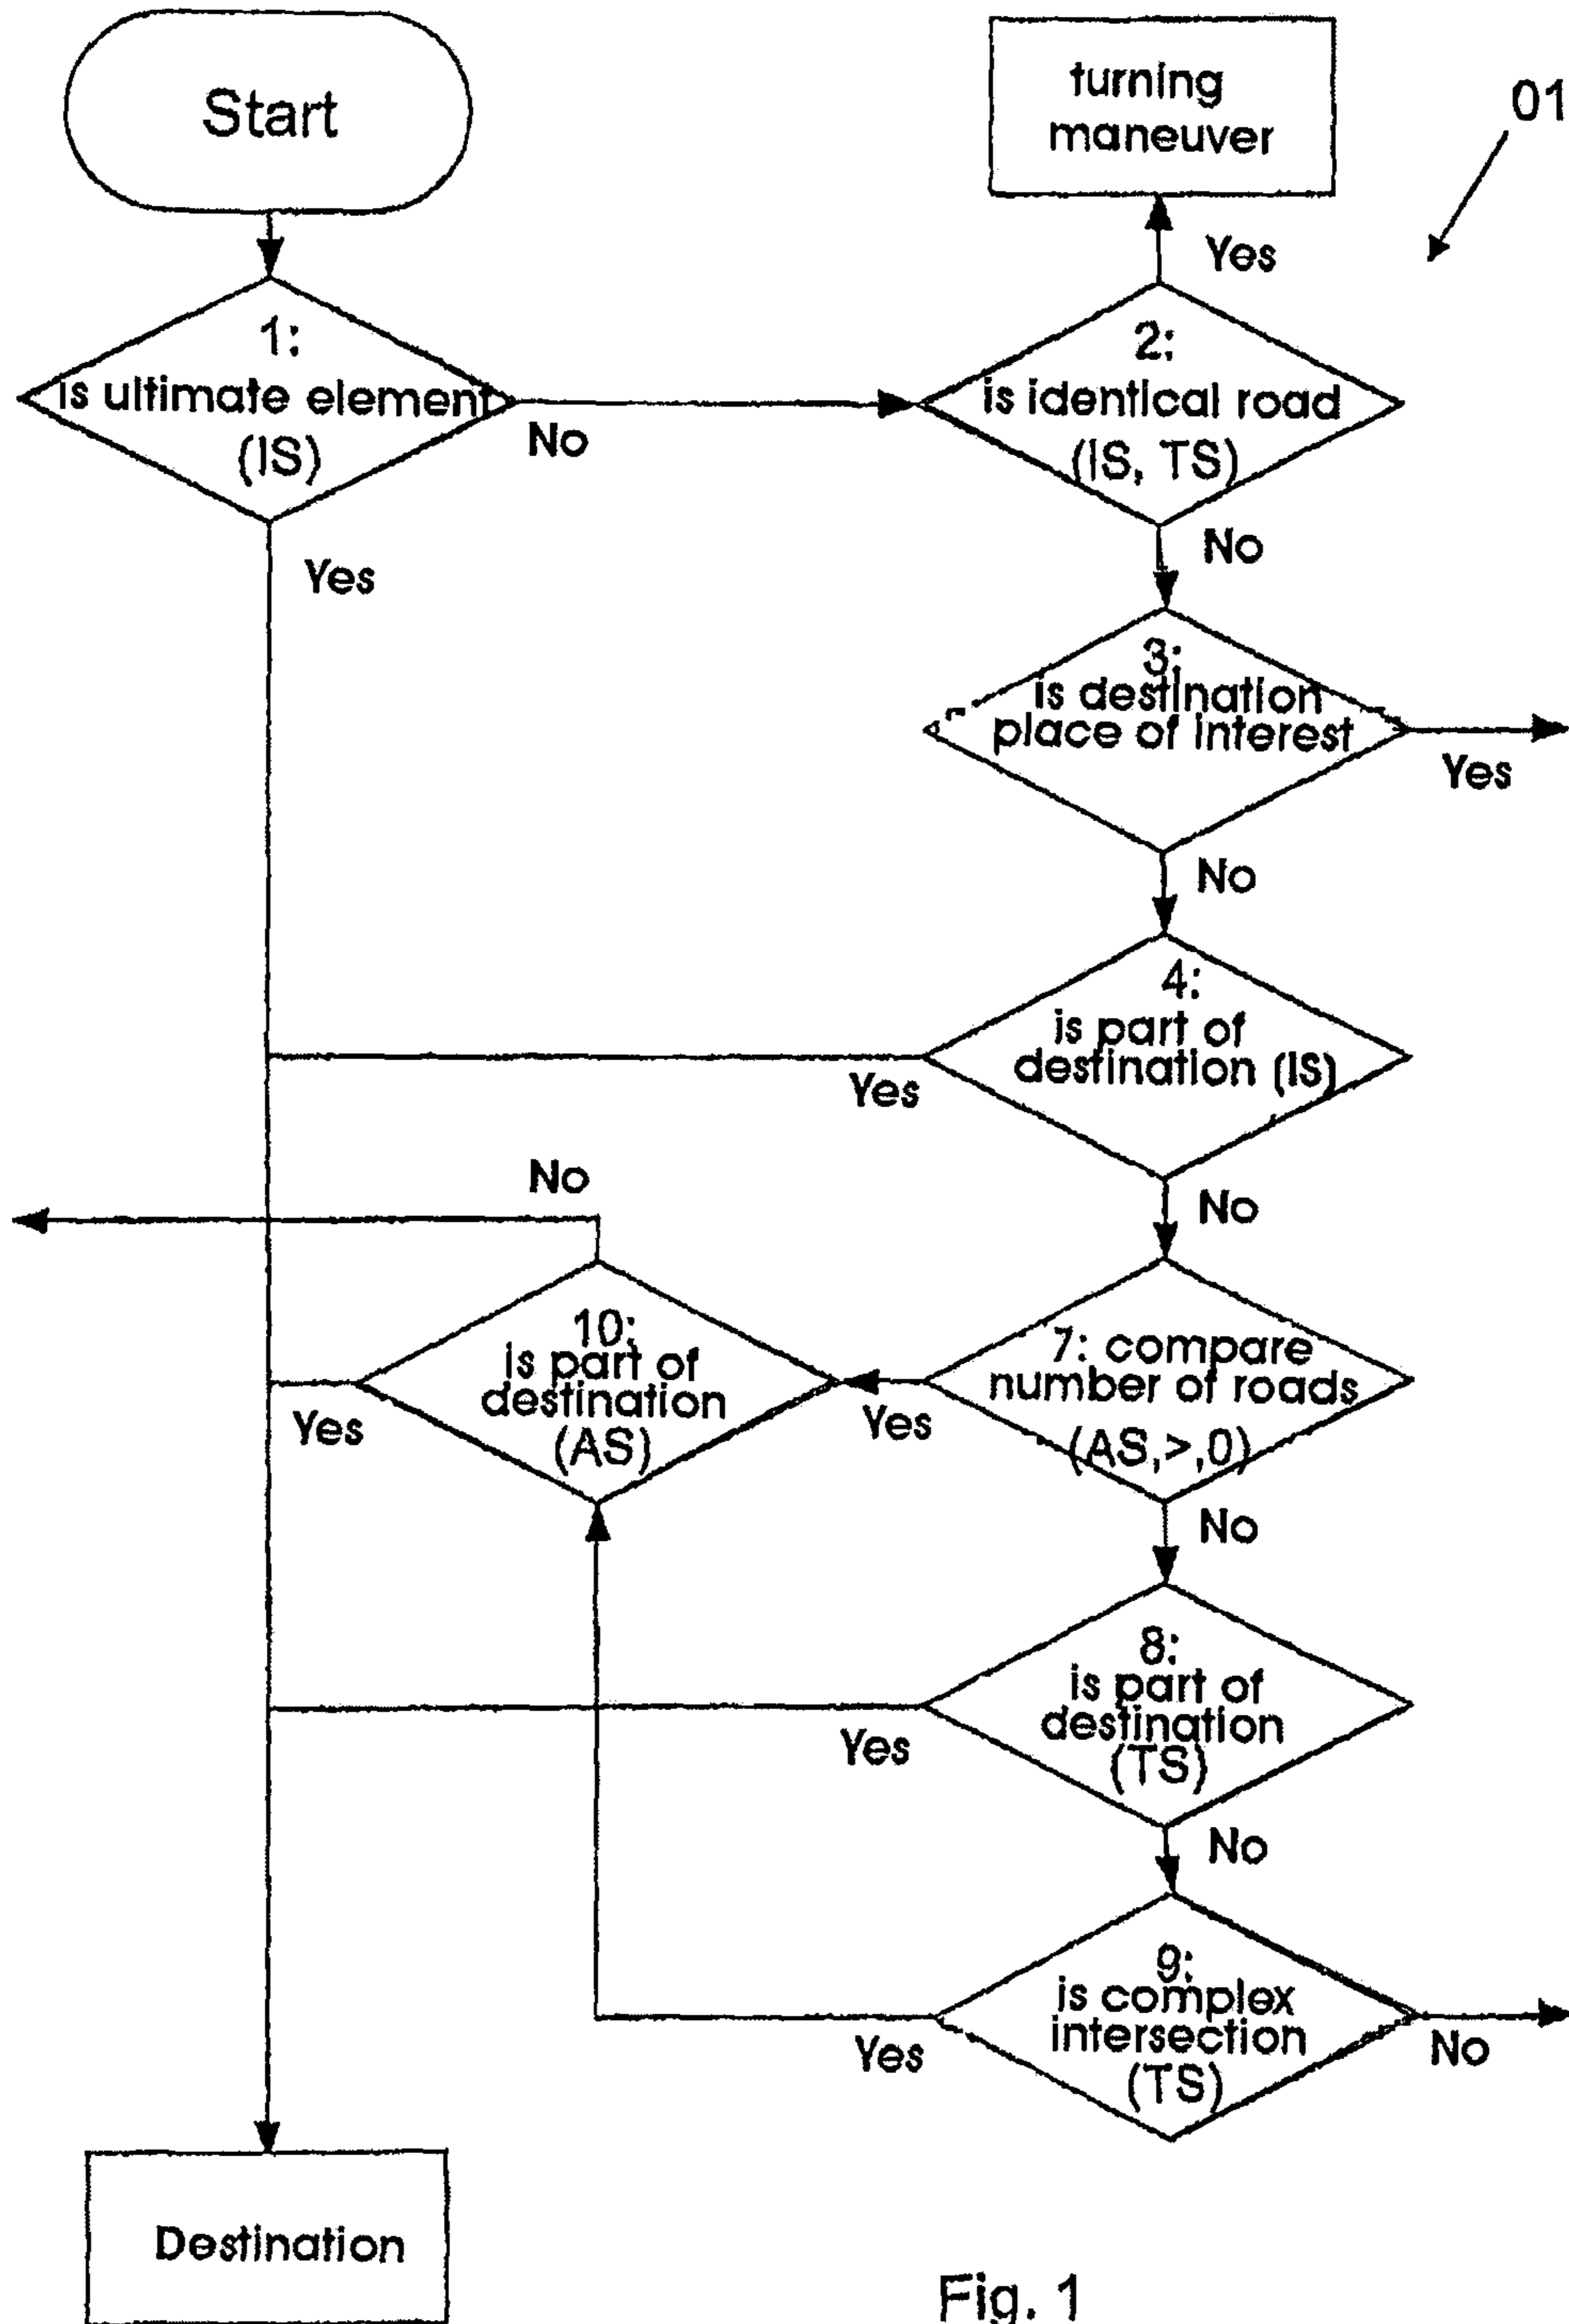 Start
turning
maneuver
01
Yes
1:
is ultimate element
(IS)
No
2:
is identical road
(IS, TS)
Yes
No
3:
is destination
place of interest
Yes
No
4:
is part of
destination (IS)
Yes
No
No
10:
is part of
destination
(AS)
Yes
7: compare
number of roads
(AS,>,0)
Yes
No
8:
is part of
destination
(TS)
Yes
No
9:
is complex
intersection
(TS)
Yes
No
Destination
Fig. 1